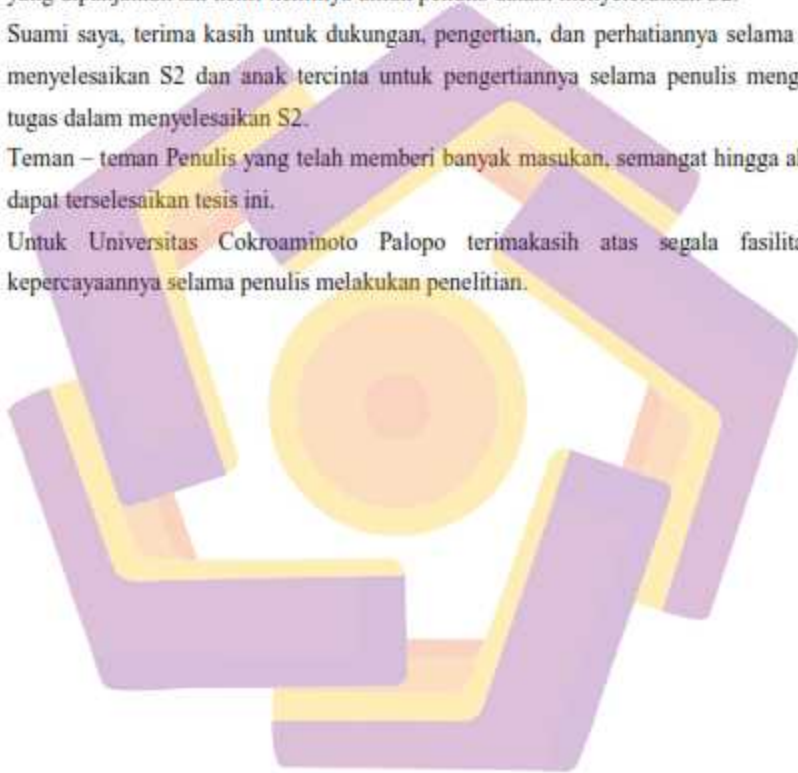 Suami saya, terima kasih untuk dukungan, pengertian, dan perhatiannya selama
menyelesaikan S2 dan anak tercinta untuk pengertiannya selama penulis meng
tugas dalam menyelesaikan S2.
Teman – teman Penulis yang telah memberi banyak masukan, semangat hingga
dapat terselesaikan tesis ini.
Untuk Universitas Cokroaminoto Palopo terimakasih atas segala
kepercayaannya selama penulis melakukan penelitian.